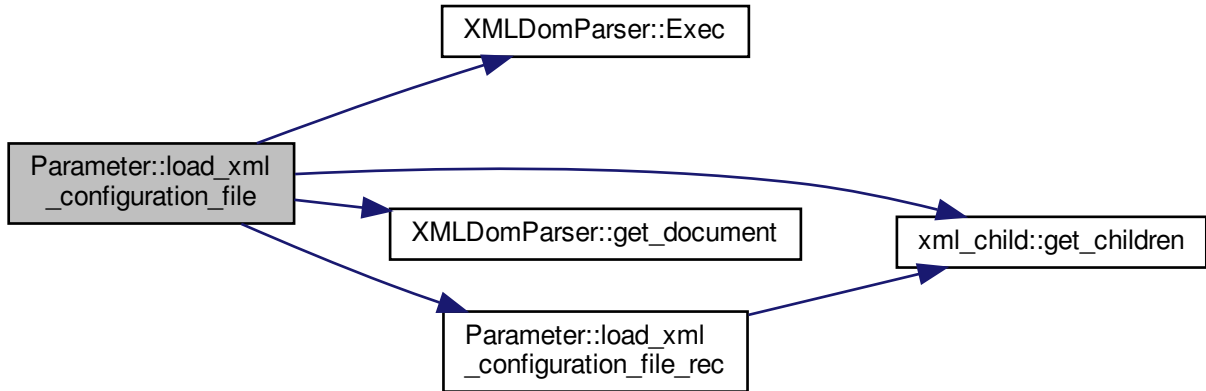 XMLDomParser::Exec
Parameter::load_xml
_configuration_file
XMLDomParser::get_document
xml_child::get_children
Parameter::load_xml
_configuration_file_rec